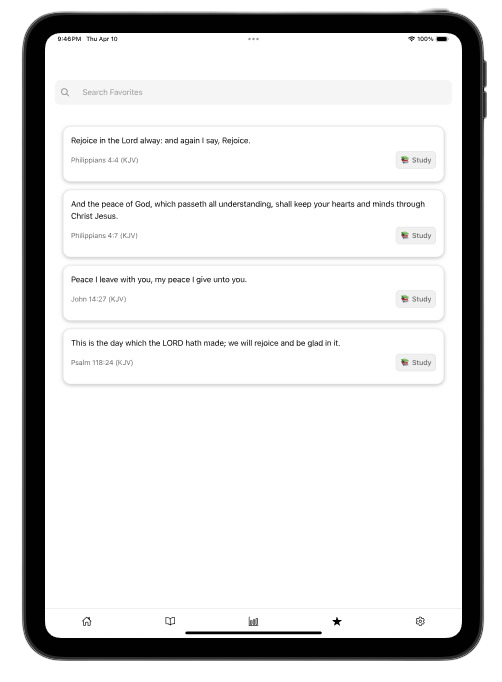 9:46 PM Thu Apr 10
100%
Search Favorites
Rejoice in the Lord alway: and again I say, Rejoice.
Philippians 4:4 (KJV)
Study
And the peace of God, which passeth all understanding, shall keep your hearts and minds through
Christ Jesus.
Philippians 4:7 (KJV)
Study
Peace I leave with you, my peace I give unto you.
John 14:27 (KJV)
Study
This is the day which the LORD hath made; we will rejoice and be glad in it.
Psalm 118:24 (KJV)
Study